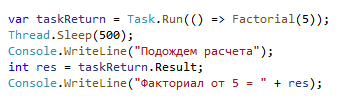 var taskReturn = Task.Run(() => Factorial(5));
Thread.Sleep(500);
Console.WriteLine("Подождем расчета");
int res = taskReturn.Result;
Console.WriteLine("Факториал от 5 = " + res);